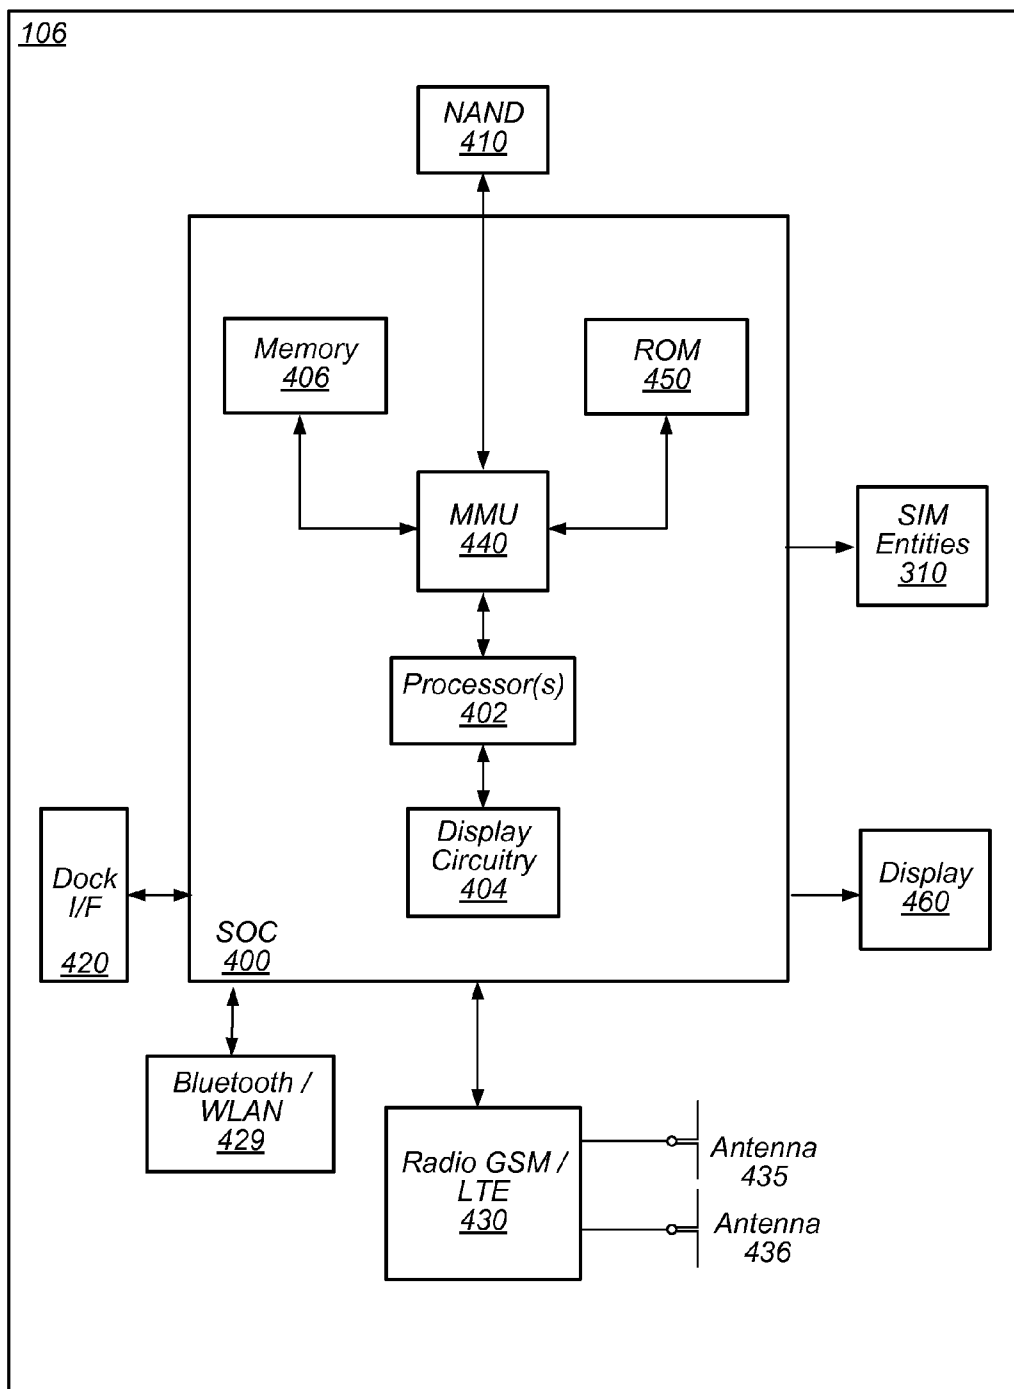 106
NAND
410
Memory
406
ROM
450
MMU
440
SIM
Entities
310
Processor(s)
402
Display
Circuitry
404
Dock
I/F
420
Display
460
SOC
400
Bluetooth /
WLAN
429
Radio GSM /
LTE
430
Antenna
435
Antenna
436